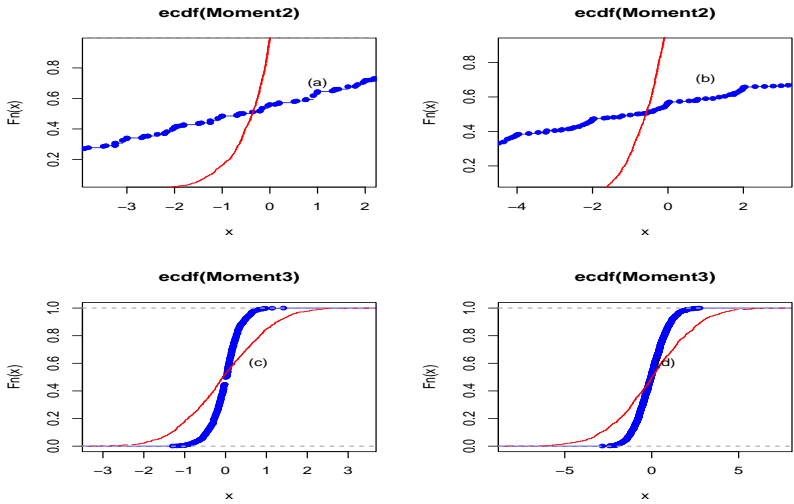 ecdf(Moment2)
Fn(x)
0.2 0.4 0.6 0.8
(a)
−3 −2 −1 0 1 2
x
ecdf(Moment2)
Fn(x)
0.2 0.4 0.6 0.8
(b)
−4 −2 0 2
x
ecdf(Moment3)
Fn(x)
0.0 0.2 0.4 0.6 0.8 1.0
(c)
−3 −2 −1 0 1 2 3
x
ecdf(Moment3)
Fn(x)
0.0 0.2 0.4 0.6 0.8 1.0
(d)
−5 0 5
x